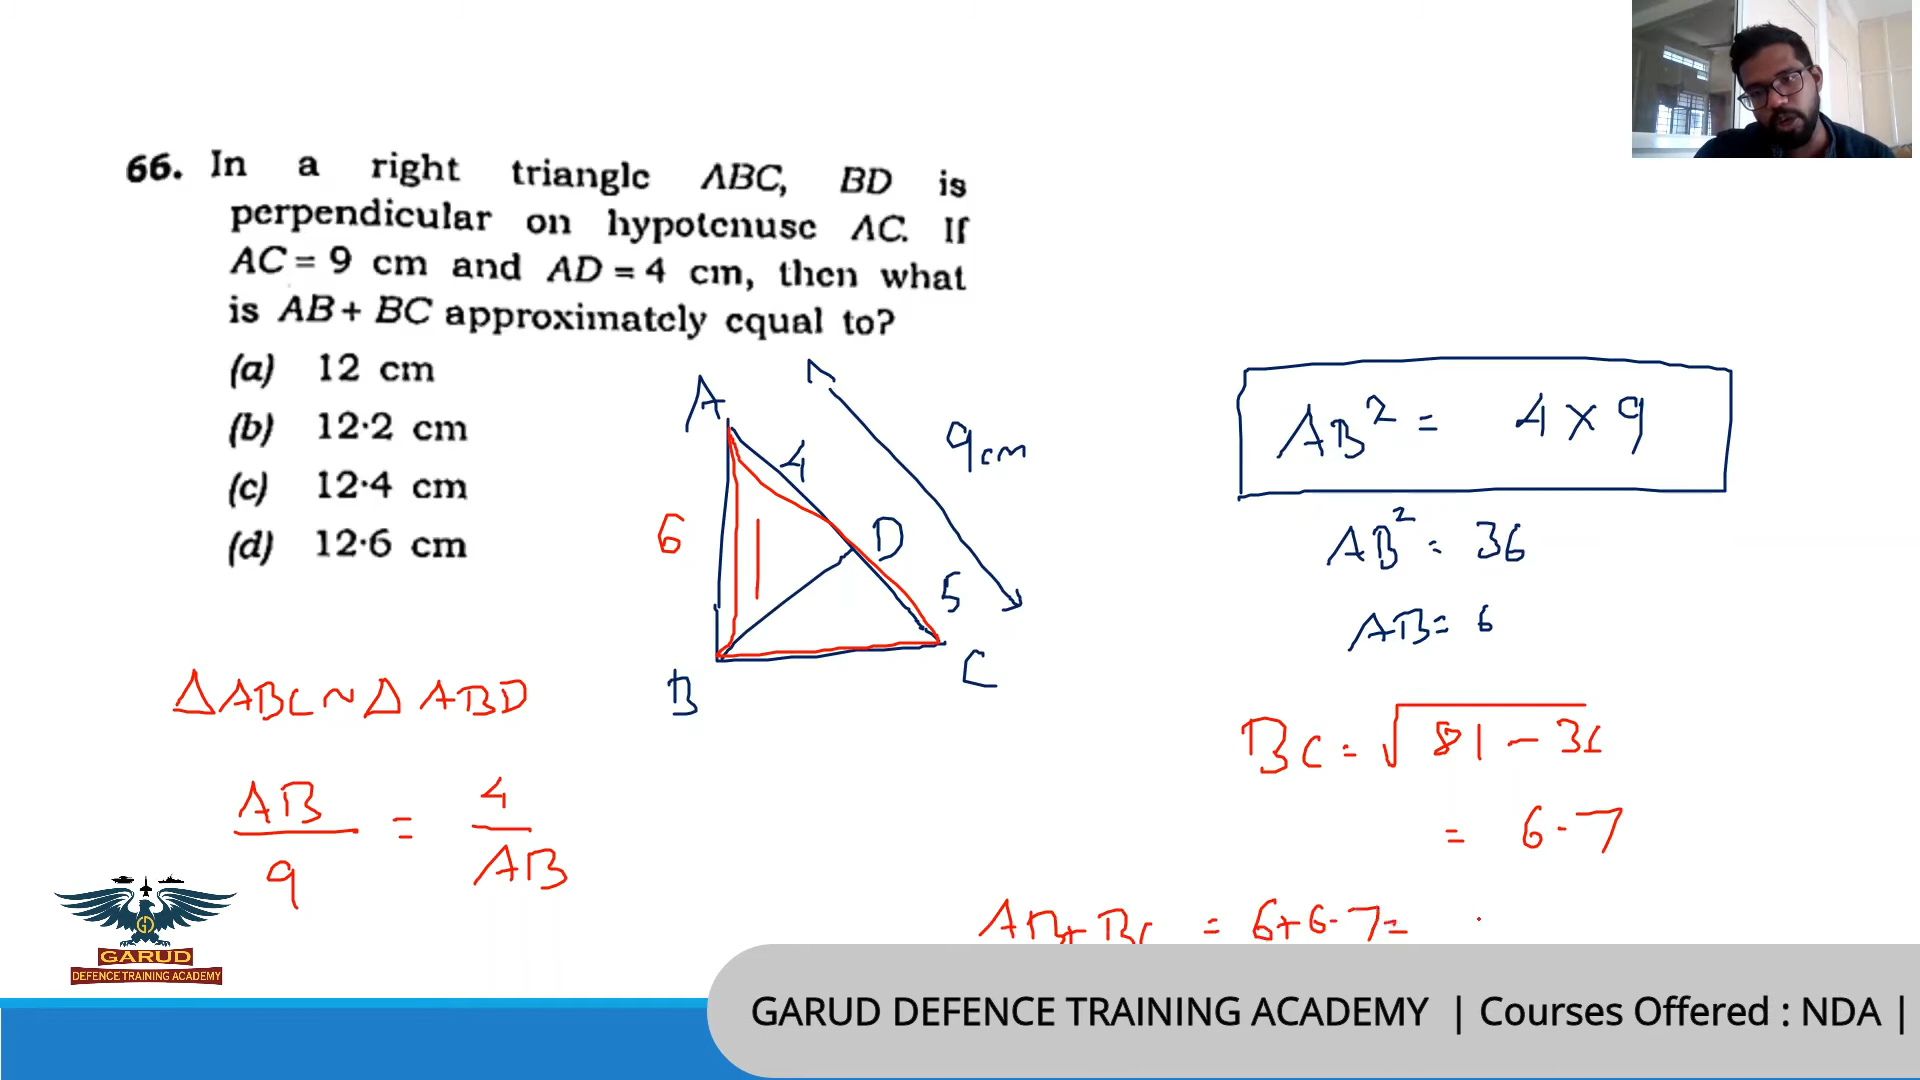 66. In a right triangle ABC, BD is
perpendicular on hypotenuse AC. If
AC = 9 cm and AD = 4 cm, then what
is AB + BC approximately equal to?
(a) 12 cm
(b) 12·2 cm
(c) 12·4 cm
(d) 12·6 cm
A
4
9cm
6
D
5
B
C
AB² = 4 × 9
AB² = 36
AB = 6
△ABC ~ △ABD
AB/9 = 4/AB
BC = √81 - 36
= 6.7
AB + BC = 6+6.7=
GARUD
DEFENCE TRAINING ACADEMY
GARUD DEFENCE TRAINING ACADEMY | Courses Offered : NDA |